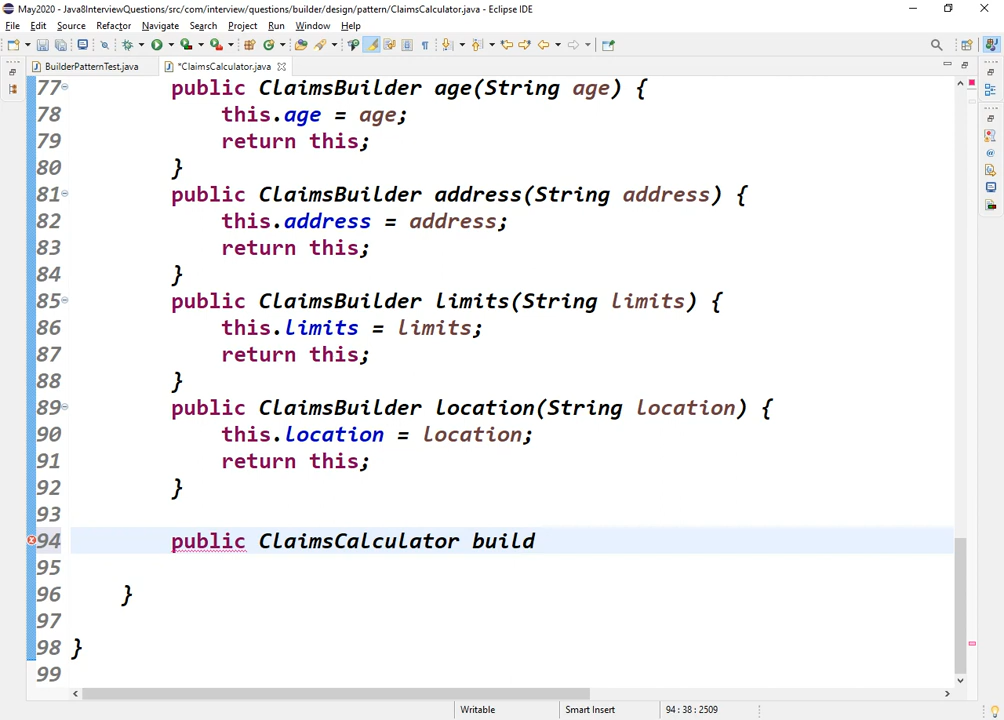 May2020 - Java8InterviewQuestions/src/com/interview/questions/builder/design/pattern/ClaimsCalculator.java - Eclipse IDE
File Edit Source Refactor Navigate Search Project Run Window Help
BuilderPatternTest.java *ClaimsCalculator.java
77 public ClaimsBuilder age(String age) {
78 this.age = age;
79 return this;
80 }
81 public ClaimsBuilder address(String address) {
82 this.address = address;
83 return this;
84 }
85 public ClaimsBuilder limits(String limits) {
86 this.limits = limits;
87 return this;
88 }
89 public ClaimsBuilder location(String location) {
90 this.location = location;
91 return this;
92 }
93
94 public ClaimsCalculator build
95
96 }
97
98 }
99
Writable Smart Insert 94 : 38 : 2509